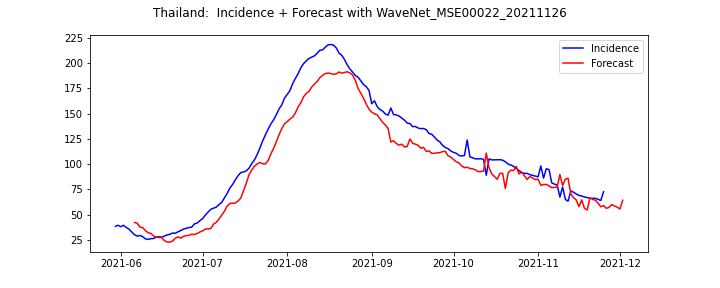 Thailand:  Incidence + Forecast with WaveNet_MSE00022_20211126
225
200
175
150
125
100
75
50
25
Incidence
Forecast
2021-06 2021-07 2021-08 2021-09 2021-10 2021-11 2021-12